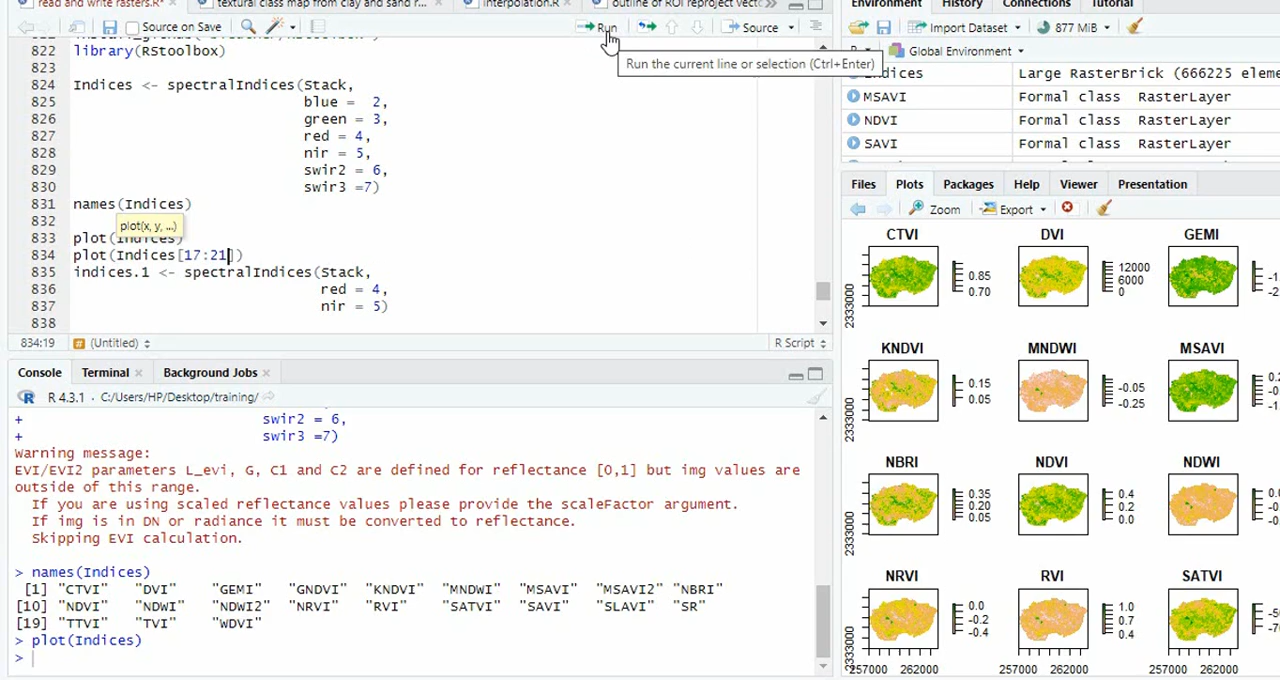 read and write rasters.R*
textural class map from clay and sand r...
interpolation.R
outline of ROI reproject vect
Source on Save
Run
Source
Run the current line or selection (Ctrl+Enter)
822 library(RStoolbox)
823
824 Indices <- spectralIndices(Stack,
825 blue = 2,
826 green = 3,
827 red = 4,
828 nir = 5,
829 swir2 = 6,
830 swir3 =7)
831 names(Indices)
832
plot(x, y, ...)
833 plot(Indices)
834 plot(Indices[17:21])
835 indices.1 <- spectralIndices(Stack,
836 red = 4,
837 nir = 5)
838
834:19 (Untitled) R Script
Console Terminal Background Jobs
R 4.3.1 · C:/Users/HP/Desktop/training/
+ swir2 = 6,
+ swir3 =7)
Warning message:
EVI/EVI2 parameters L_evi, G, C1 and C2 are defined for reflectance [0,1] but img values are
outside of this range.
If you are using scaled reflectance values please provide the scaleFactor argument.
If img is in DN or radiance it must be converted to reflectance.
Skipping EVI calculation.
> names(Indices)
[1] "CTVI" "DVI" "GEMI" "GNDVI" "KNDVI" "MNDWI" "MSAVI" "MSAVI2" "NBRI"
[10] "NDVI" "NDWI" "NDWI2" "NRVI" "RVI" "SATVI" "SAVI" "SLAVI" "SR"
[19] "TTVI" "TVI" "WDVI"
> plot(Indices)
>
Environment History Connections Tutorial
Import Dataset 877 MiB
Global Environment
Indices Large RasterBrick (666225 eleme
MSAVI Formal class RasterLayer
NDVI Formal class RasterLayer
SAVI Formal class RasterLayer
Files Plots Packages Help Viewer Presentation
Zoom Export
CTVI DVI GEMI
2333000
0.85
0.70
12000
6000
0
-1.
-2
KNDVI MNDWI MSAVI
2333000
0.15
0.05
-0.05
-0.25
0.2
-1.
NBRI NDVI NDWI
2333000
0.35
0.20
0.05
0.4
0.2
0.0
NRVI RVI SATVI
2333000
0.0
-0.2
-0.4
1.0
0.7
0.4
-50
-70
257000 262000 257000 262000 257000 262000